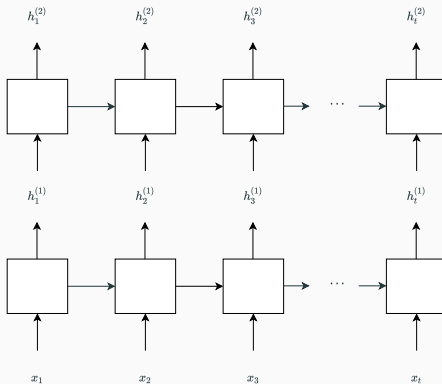 h_1^{(2)} h_2^{(2)} h_3^{(2)} h_t^{(2)}
...
h_1^{(1)} h_2^{(1)} h_3^{(1)} h_t^{(1)}
...
x_1 x_2 x_3 x_t